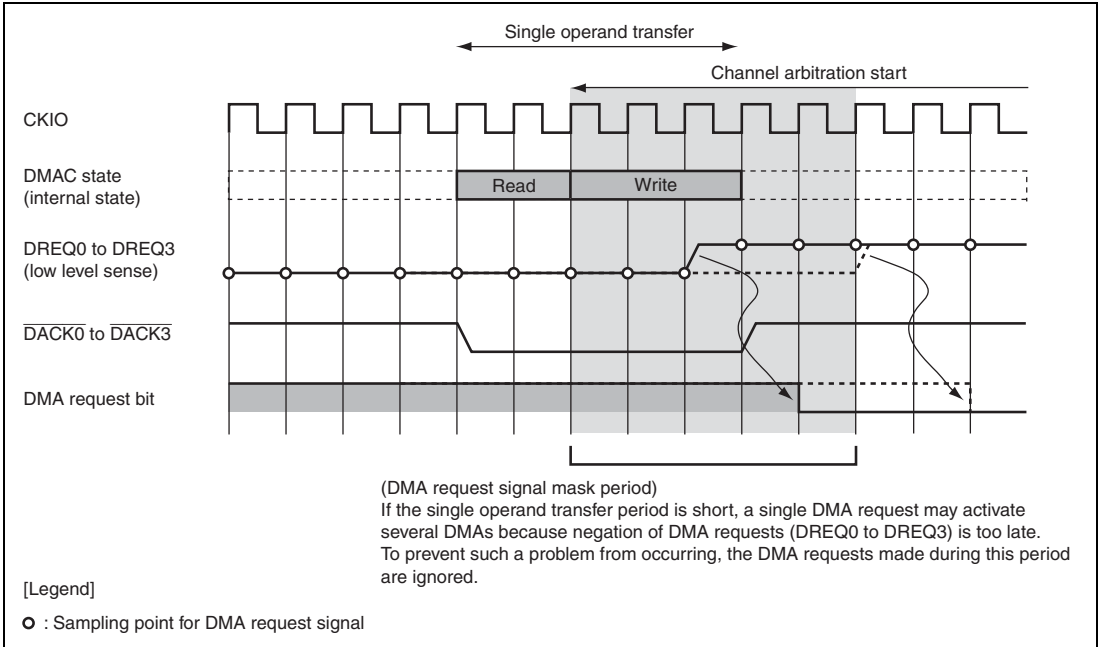 Single operand transfer
Channel arbitration start
CKIO
DMAC state
(internal state)
Read
Write
DREQ0 to DREQ3
(low level sense)
DACK0 to DACK3
DMA request bit
(DMA request signal mask period)
If the single operand transfer period is short, a single DMA request may activate
several DMAs because negation of DMA requests (DREQ0 to DREQ3) is too late.
To prevent such a problem from occurring, the DMA requests made during this period
are ignored.
[Legend]
: Sampling point for DMA request signal